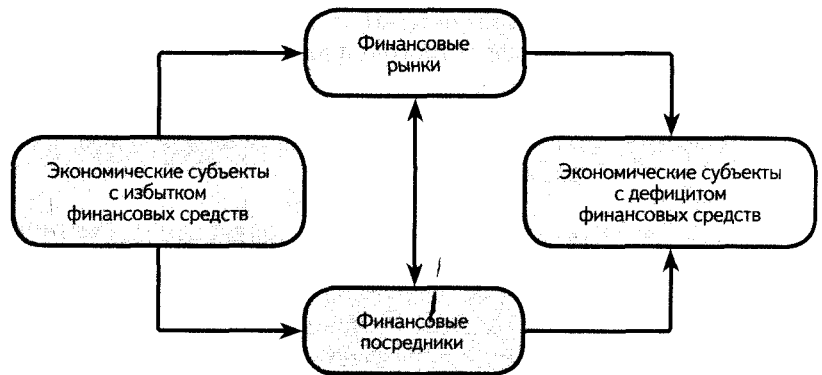 Финансовые
рынки
Экономические субъекты
с избытком
финансовых средств
Экономические субъекты
с дефицитом
финансовых средств
Финансовые
посредники